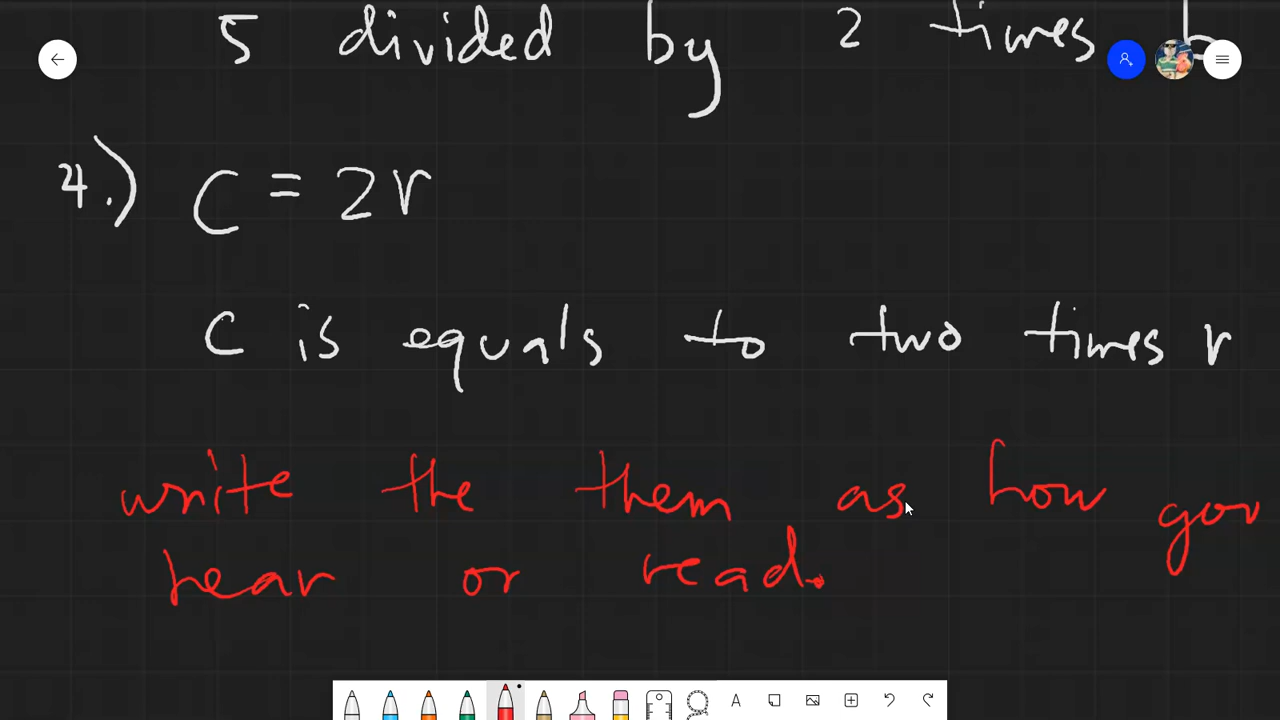 5 divided by 2 times b
4.) C = 2r
C is equals to two times r
write the them as how you
hear or read.
A